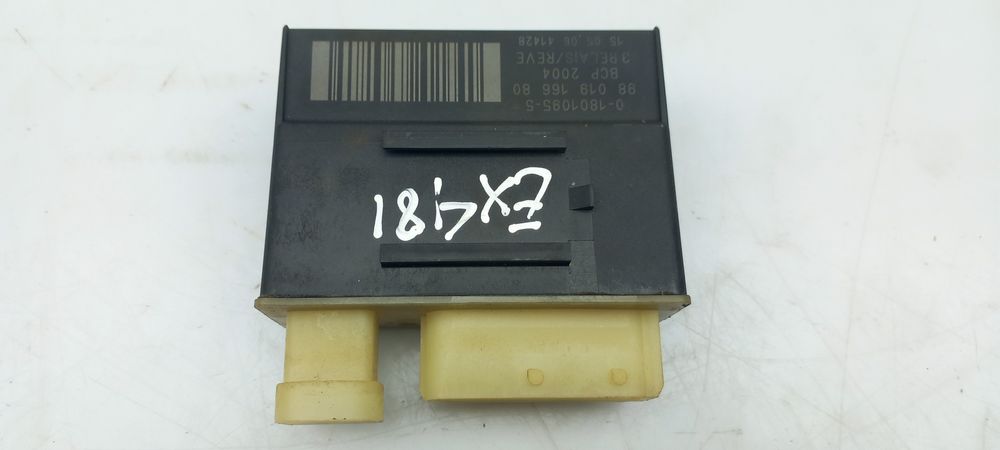 0-1801095-5
98 019 166 80
BCP 2004
3 RELAIS/REVE
15 05.06 41428
EX481